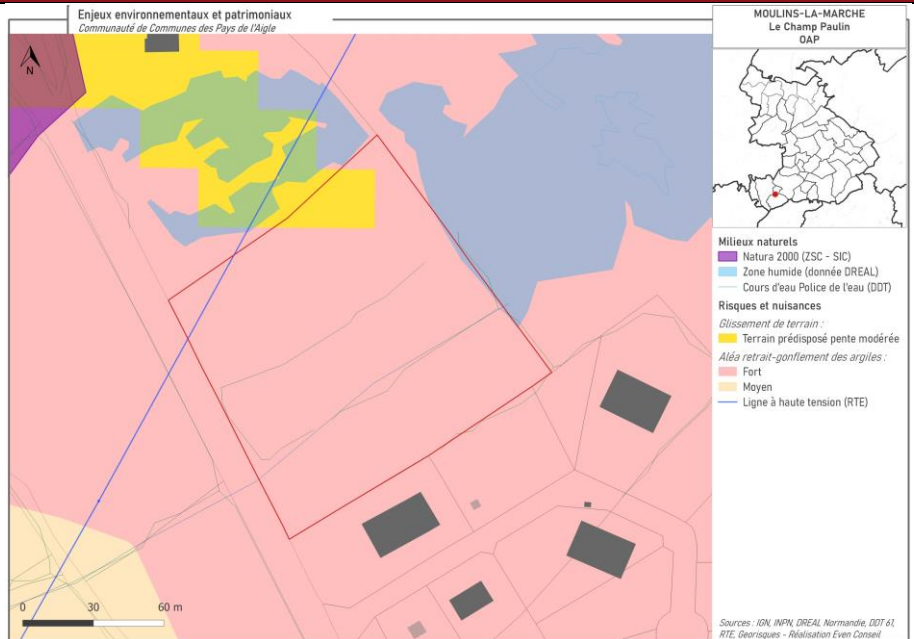 Enjeux environnementaux et patrimoniaux
Communauté de Communes des Pays de l'Aigle
MOULINS-LA-MARCHE
Le Champ Paulin
OAP
N
Milieux naturels
Natura 2000 (ZSC - SIC)
Zone humide (donnée DREAL)
Cours d'eau Police de l'eau (DDT)
Risques et nuisances
Glissement de terrain :
Terrain prédisposé pente modérée
Aléa retrait-gonflement des argiles :
Fort
Moyen
Ligne à haute tension (RTE)
0 30 60 m
Sources : IGN, INPN, DREAL Normandie, DDT 61,
RTE, Georisques - Réalisation Even Conseil